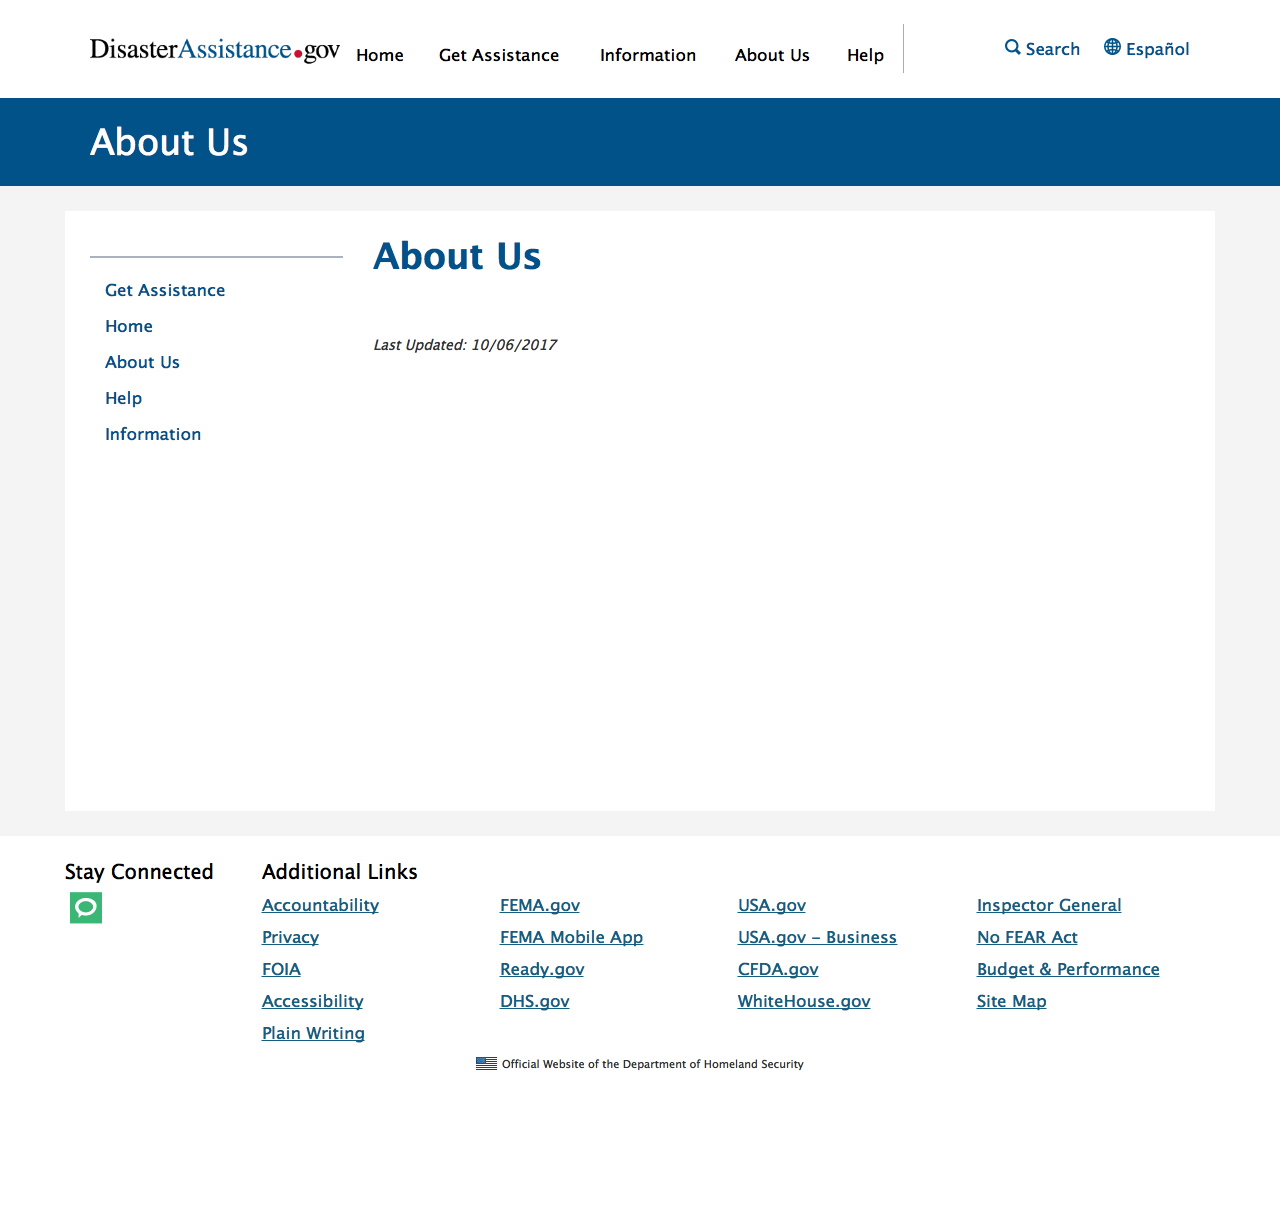 DisasterAssistance.gov Home Get Assistance Information About Us Help Search Español
About Us
About Us
Get Assistance
Home
About Us
Help
Information
Last Updated: 10/06/2017
Stay Connected
Additional Links
Accountability FEMA.gov USA.gov Inspector General
Privacy FEMA Mobile App USA.gov – Business No FEAR Act
FOIA Ready.gov CFDA.gov Budget & Performance
Accessibility DHS.gov WhiteHouse.gov Site Map
Plain Writing
Official Website of the Department of Homeland Security